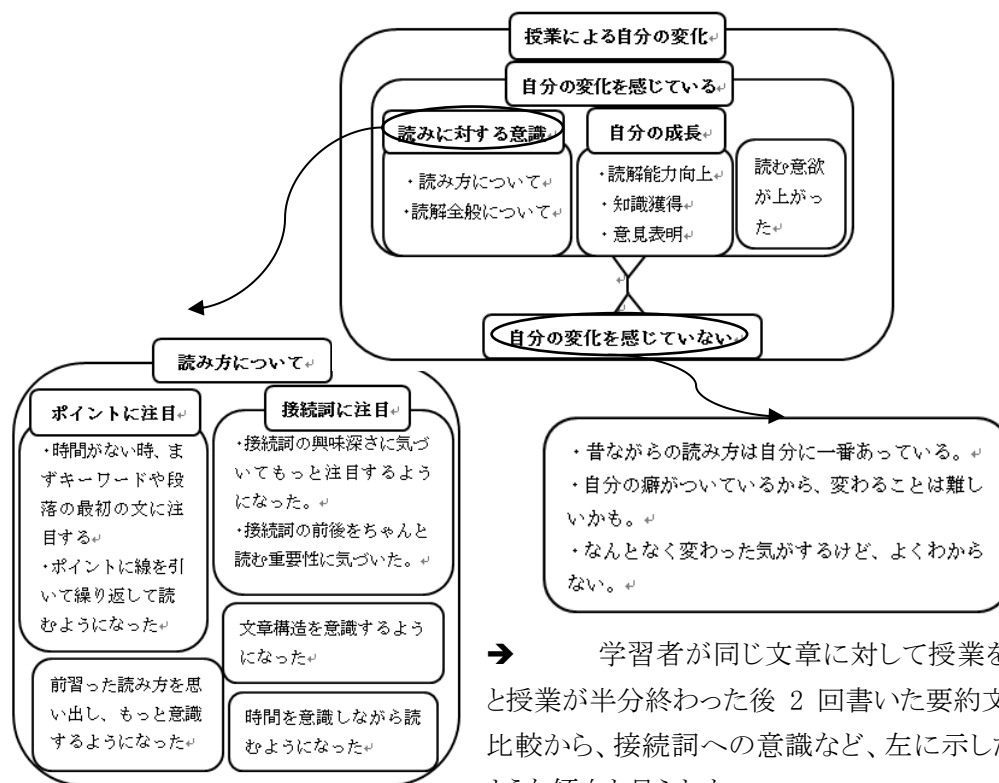 授業による自分の変化
自分の変化を感じている
読みに対する意識
・読み方について
・読解全般について
自分の成長
・読解能力向上
・知識獲得
・意見表明
読む意欲
が上がっ
た
自分の変化を感じていない
読み方について
ポイントに注目
・時間がない時、ま
ずキーワードや段
落の最初の文に注
目する
・ポイントに線を引
いて繰り返して読
むようになった
接続詞に注目
・接続詞の興味深さに気づ
いてもっと注目するよう
になった。
・接続詞の前後をちゃんと
読む重要性に気づいた。
文章構造を意識するよう
になった
前習った読み方を思
い出し、もっと意識
するようになった
時間を意識しながら読
むようになった
・昔ながらの読み方は自分に一番あっている。
・自分の癖がついているから、変わることは難し
いかも。
・なんとなく変わった気がするけど、よくわから
ない。
➔ 学習者が同じ文章に対して授業を
と授業が半分終わった後 2 回書いた要約文
比較から、接続詞への意識など、左に示した